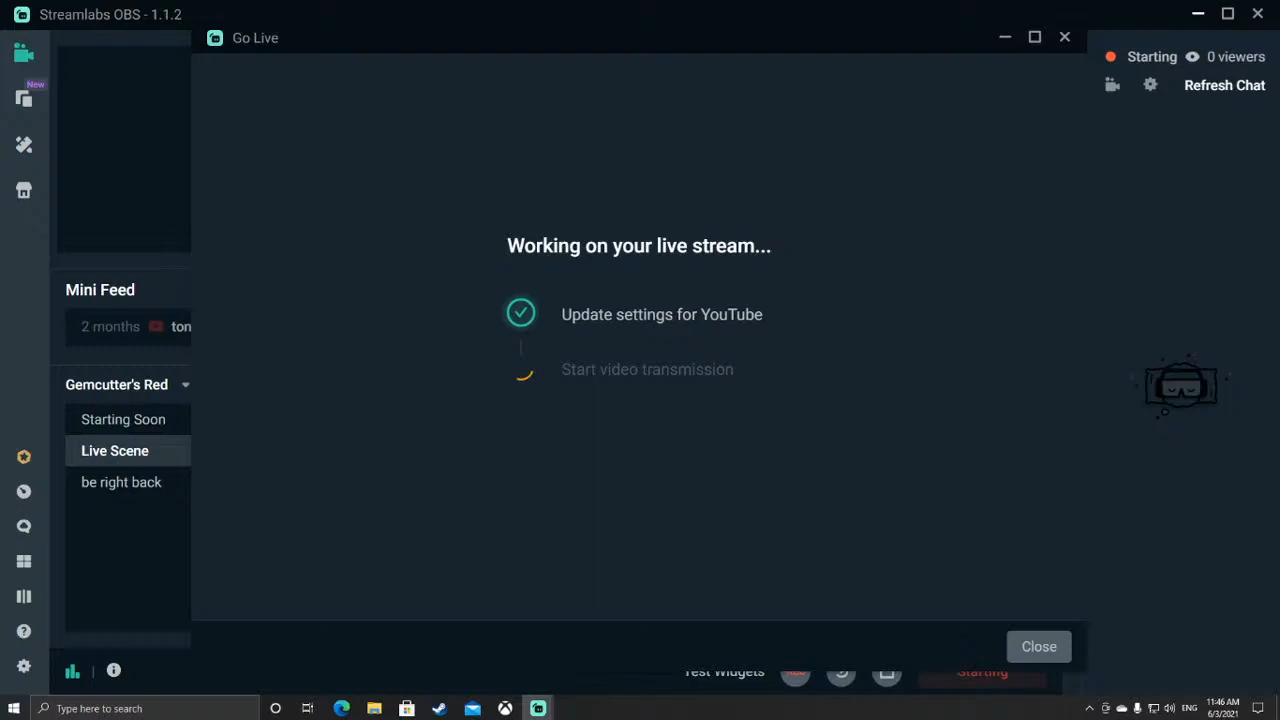 Streamlabs OBS - 1.1.2
Go Live
Starting 0 viewers
New
Refresh Chat
Working on your live stream...
Mini Feed
Update settings for YouTube
2 months ton
Start video transmission
Gemcutter's Red
Starting Soon
Live Scene
be right back
Close
Test Widgets REC Starting
Type here to search
ENG
11:46 AM
6/3/2021